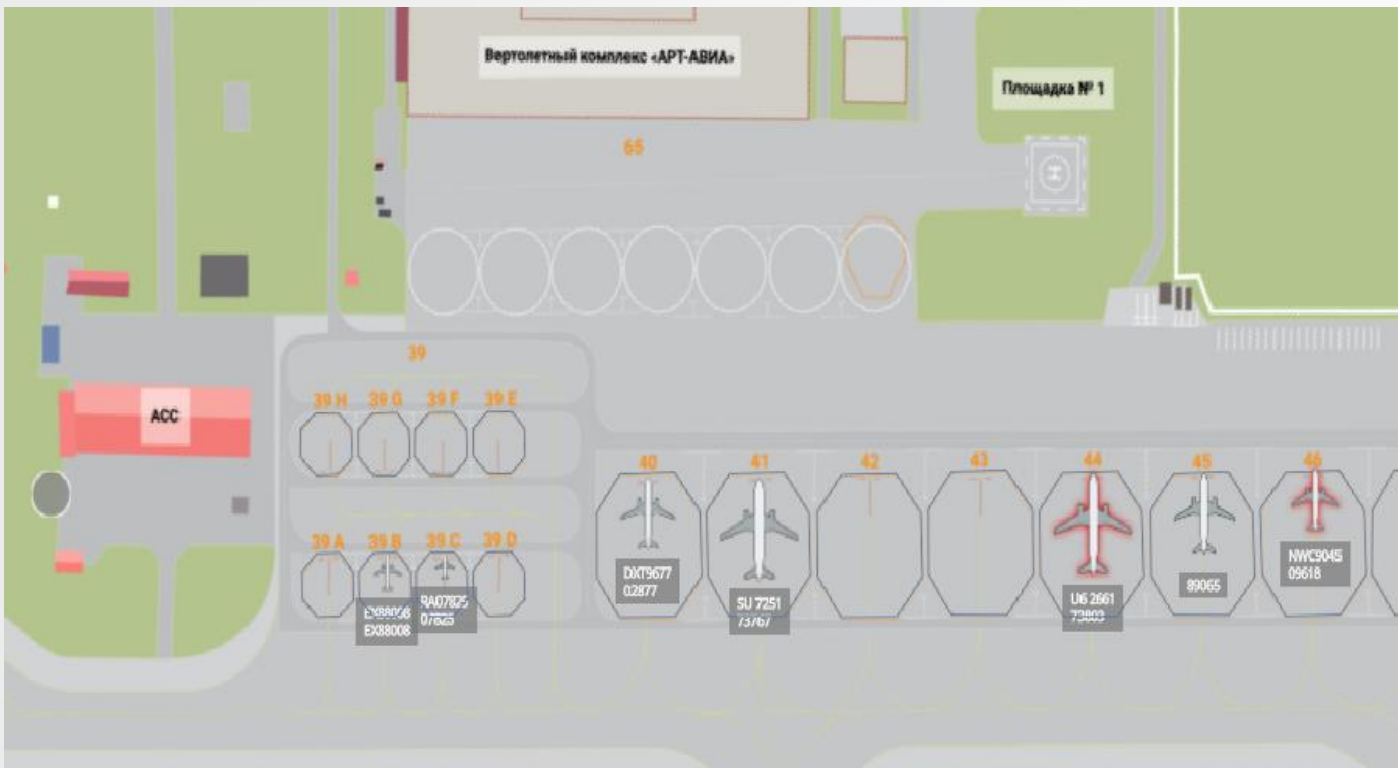 Вертолетный комплекс «АРТ-АВИА»
Площадка № 1
65
39
39 H 39 G 39 F 39 E
АСС
40 41 42 43 44 45 46
39 A 39 B 39 C 39 D
DXT9677
02877
SU 7251
73767
U6 2661
89065
NWC9045
09618
RA07825
07825
EX88008